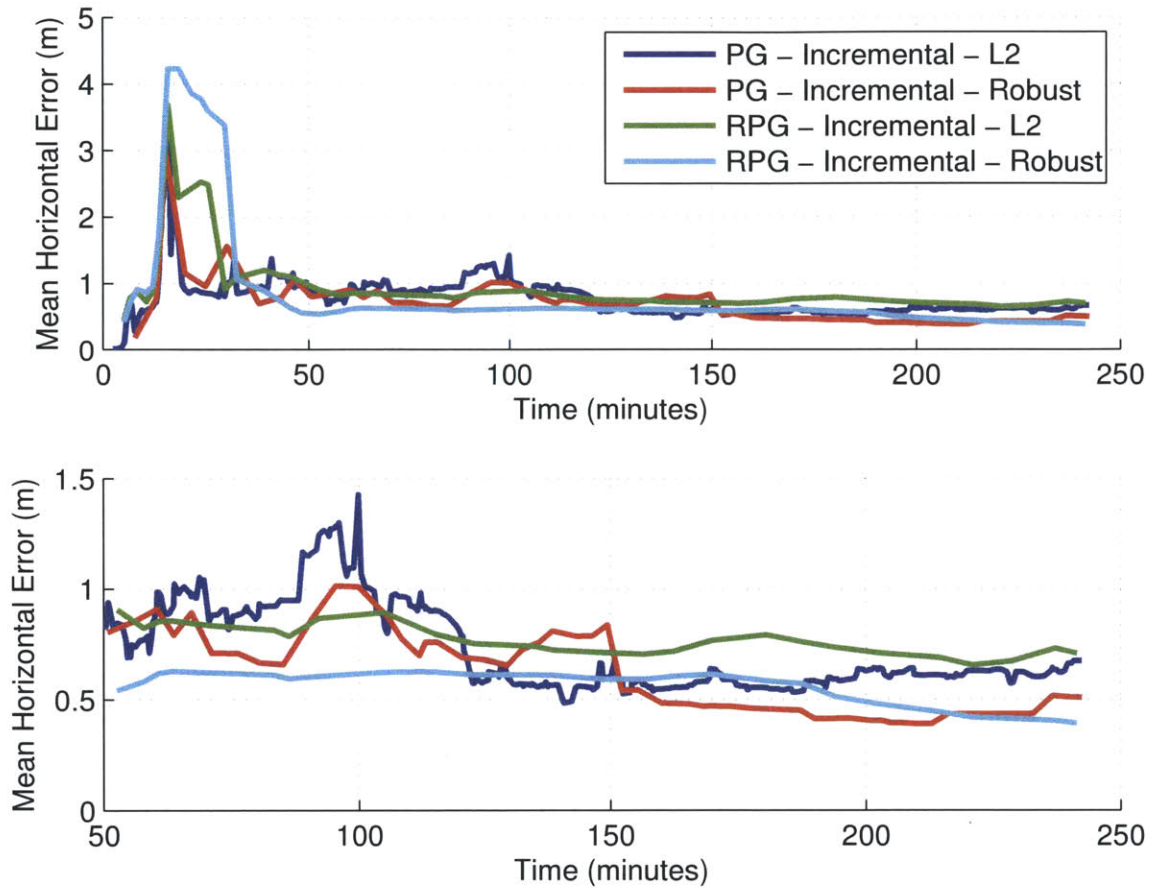 5
4
3
2
1
0
Mean Horizontal Error (m)
PG – Incremental – L2
PG – Incremental – Robust
RPG – Incremental – L2
RPG – Incremental – Robust
0 50 100 150 200 250
Time (minutes)
1.5
1
0.5
0
Mean Horizontal Error (m)
50 100 150 200 250
Time (minutes)